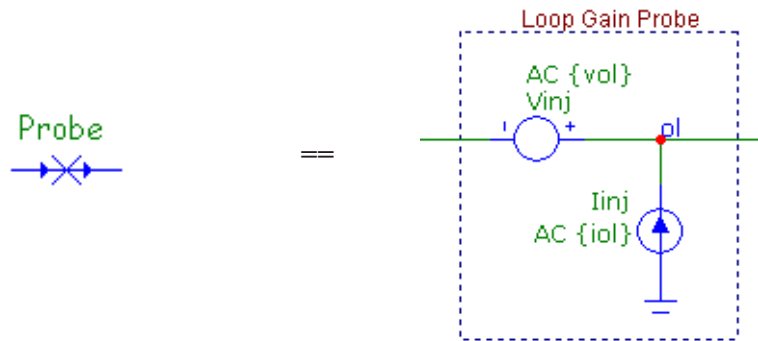 Loop Gain Probe
AC {vol}
Vinj
- +
ol
Probe
==
Iinj
AC {iol}